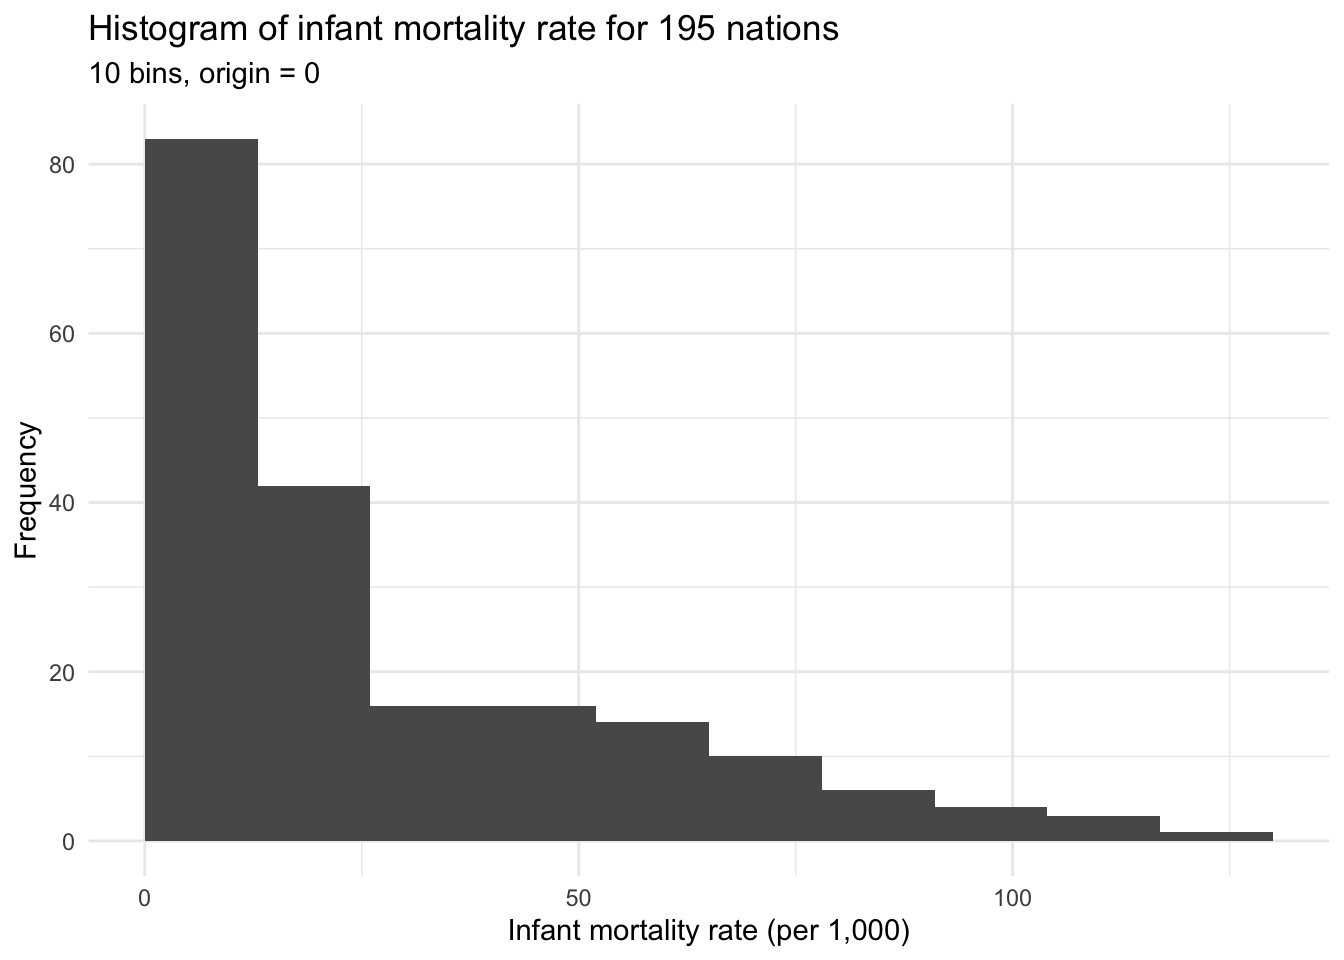 Histogram of infant mortality rate for 195 nations
10 bins, origin = 0
80
60
40
20
0
Frequency
0
50
100
Infant mortality rate (per 1,000)